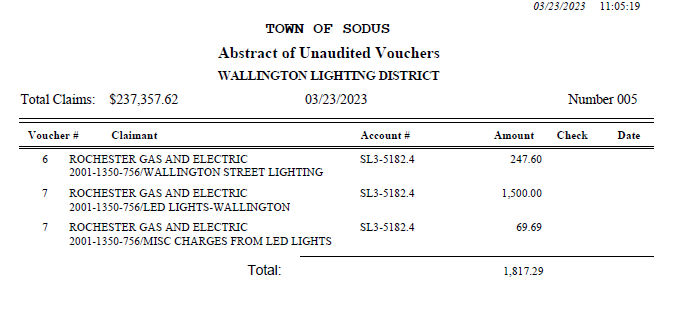 03/23/2023 11:05:19
TOWN OF SODUS
Abstract of Unaudited Vouchers
WALLINGTON LIGHTING DISTRICT
Total Claims: $237,357.62 03/23/2023 Number 005
Voucher # Claimant Account # Amount Check Date
6 ROCHESTER GAS AND ELECTRIC SL3-5182.4 247.60
2001-1350-756/WALLINGTON STREET LIGHTING
7 ROCHESTER GAS AND ELECTRIC SL3-5182.4 1,500.00
2001-1350-756/LED LIGHTS-WALLINGTON
7 ROCHESTER GAS AND ELECTRIC SL3-5182.4 69.69
2001-1350-756/MISC CHARGES FROM LED LIGHTS
Total: 1,817.29